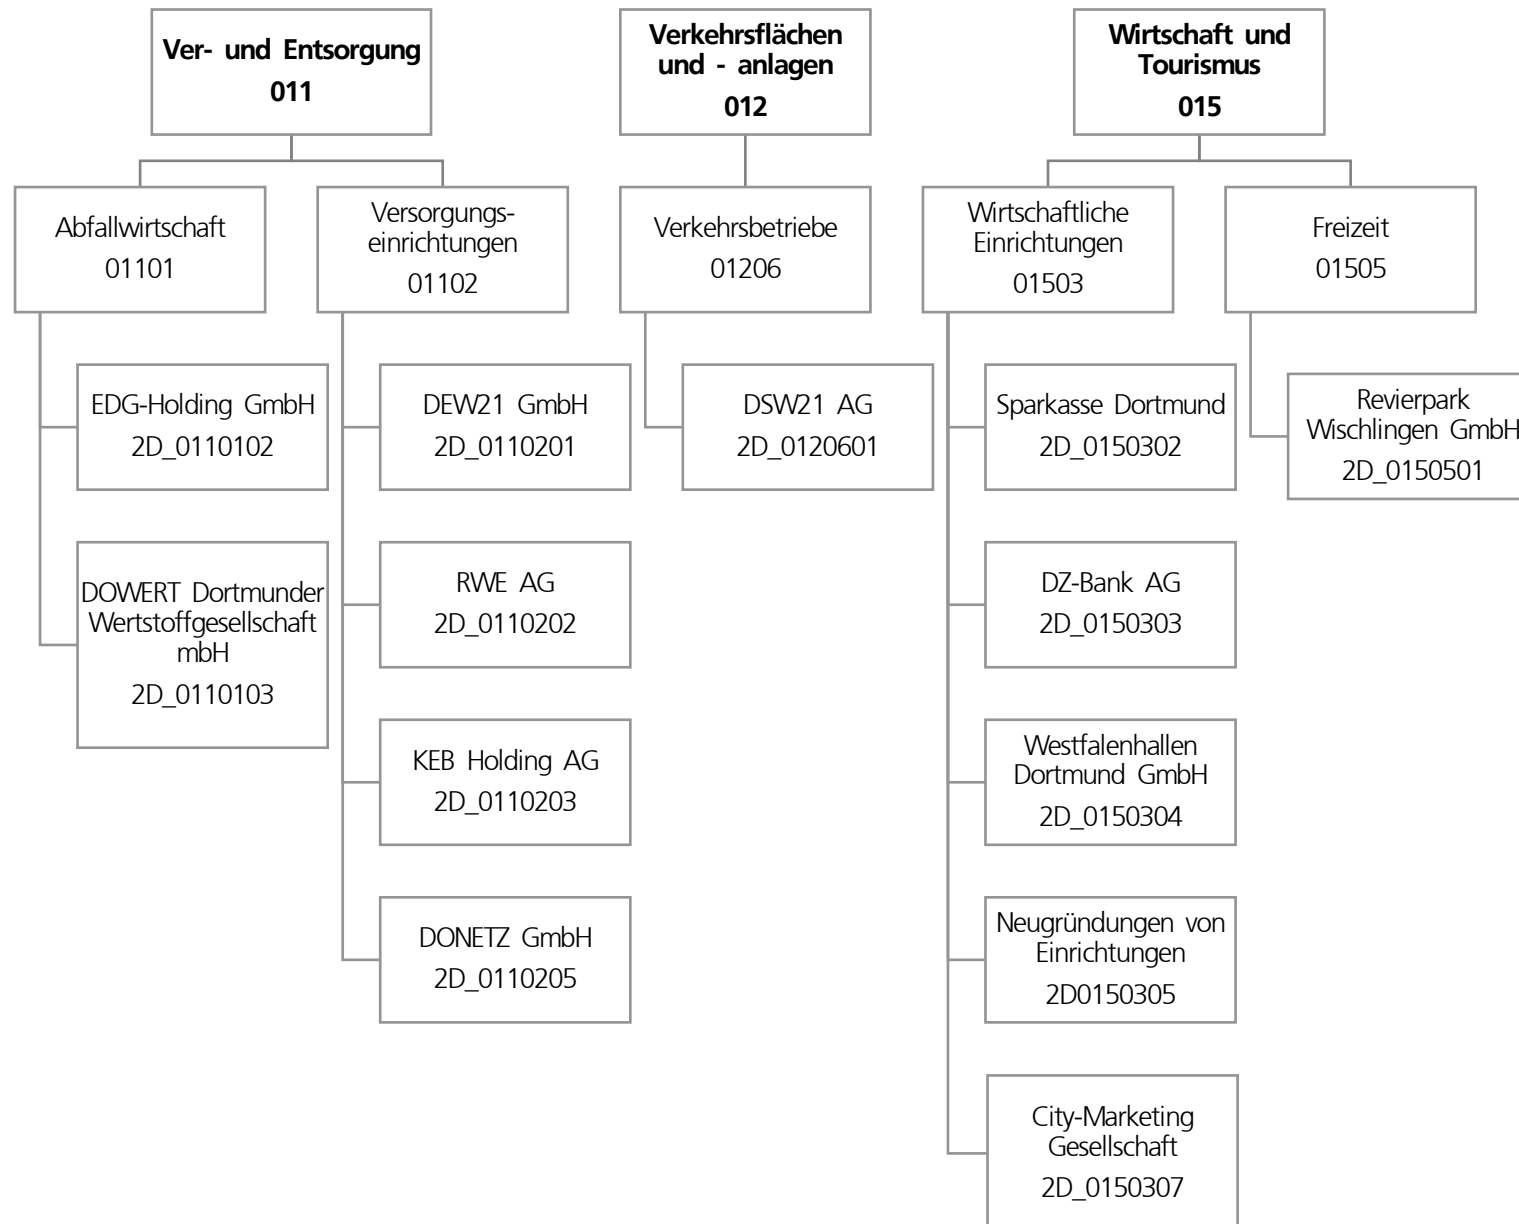 Ver- und Entsorgung
011
Verkehrsflächen
und - anlagen
012
Wirtschaft und
Tourismus
015
Abfallwirtschaft
01101
Versorgungs-
einrichtungen
01102
Verkehrsbetriebe
01206
Wirtschaftliche
Einrichtungen
01503
Freizeit
01505
EDG-Holding GmbH
2D_0110102
DOWERT Dortmunder
Wertstoffgesellschaft
mbH
2D_0110103
DEW21 GmbH
2D_0110201
RWE AG
2D_0110202
KEB Holding AG
2D_0110203
DONETZ GmbH
2D_0110205
DSW21 AG
2D_0120601
Sparkasse Dortmund
2D_0150302
DZ-Bank AG
2D_0150303
Westfalenhallen
Dortmund GmbH
2D_0150304
Neugründungen von
Einrichtungen
2D0150305
City-Marketing
Gesellschaft
2D_0150307
Revierpark
Wischlingen GmbH
2D_0150501